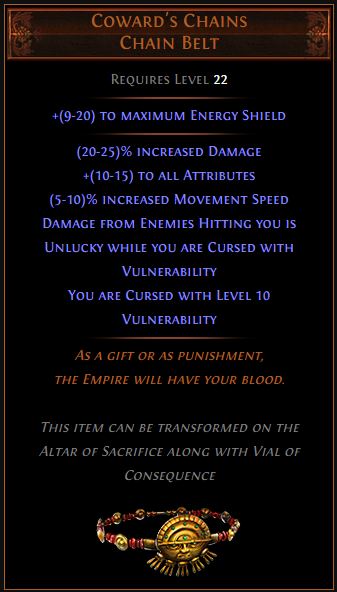 Coward's Chains
Chain Belt
Requires Level 22
+(9-20) to maximum Energy Shield
(20-25)% increased Damage
+(10-15) to all Attributes
(5-10)% increased Movement Speed
Damage from Enemies Hitting you is
Unlucky while you are Cursed with
Vulnerability
You are Cursed with Level 10
Vulnerability
As a gift or as punishment,
the Empire will have your blood.
This item can be transformed on the
Altar of Sacrifice along with Vial of
Consequence